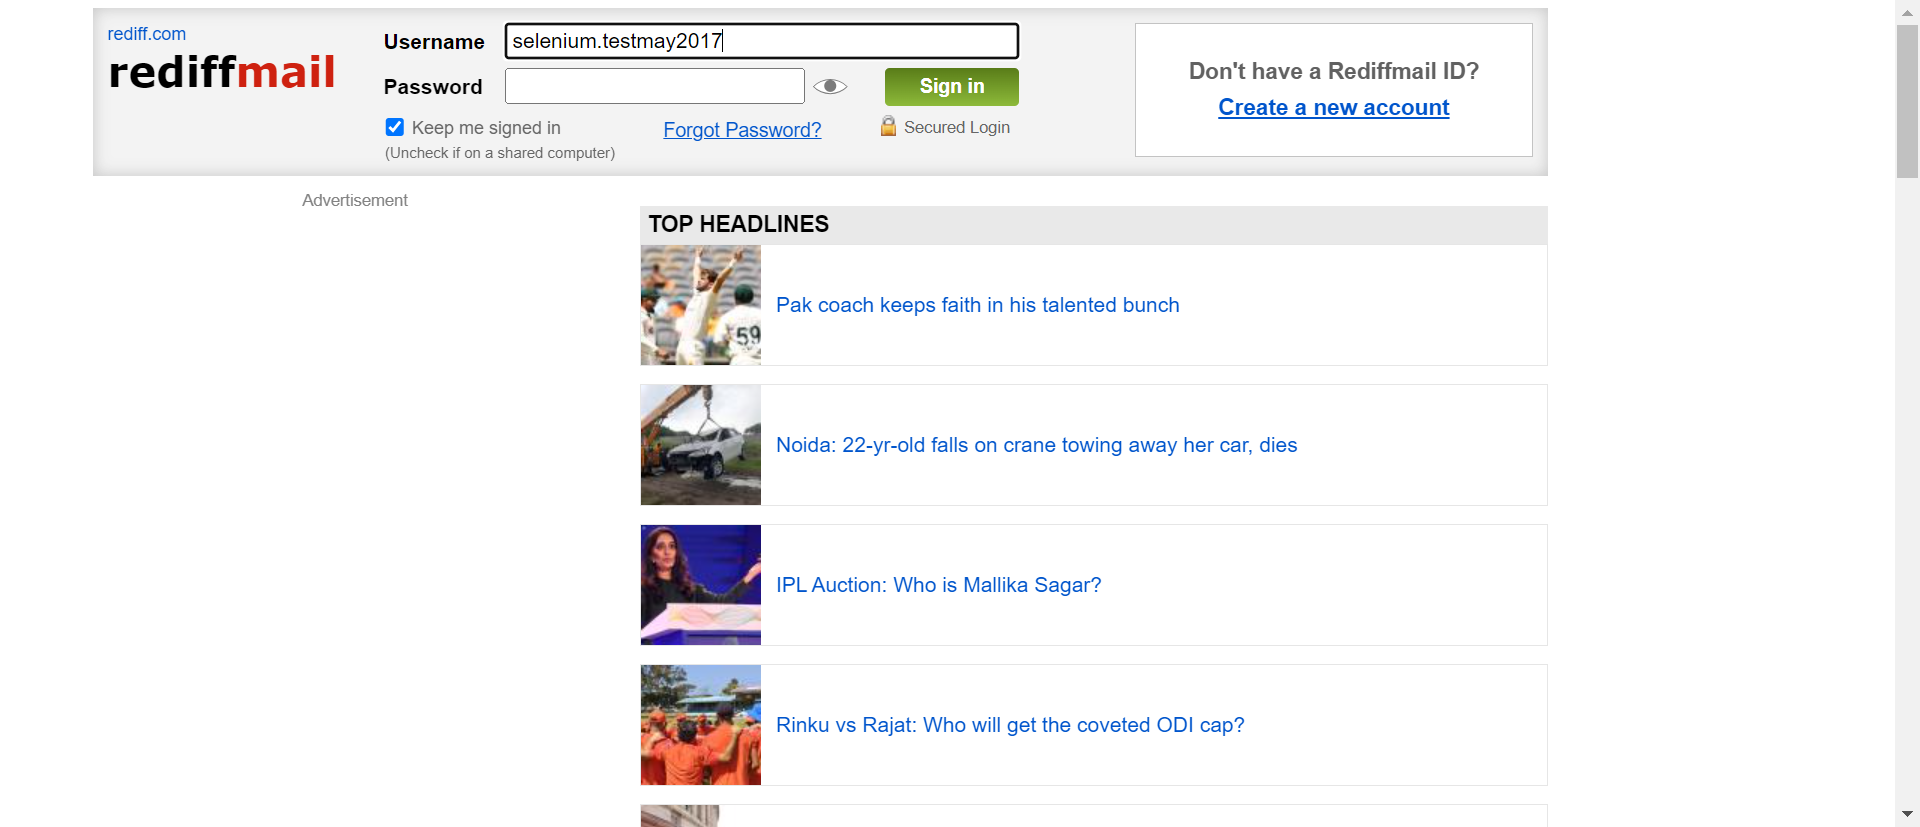 rediff.com
rediffmail
Username
selenium.testmay2017
Password
Sign in
Keep me signed in
Forgot Password?
Secured Login
(Uncheck if on a shared computer)
Don't have a Rediffmail ID?
Create a new account
Advertisement
TOP HEADLINES
59
Pak coach keeps faith in his talented bunch
Noida: 22-yr-old falls on crane towing away her car, dies
IPL Auction: Who is Mallika Sagar?
Rinku vs Rajat: Who will get the coveted ODI cap?